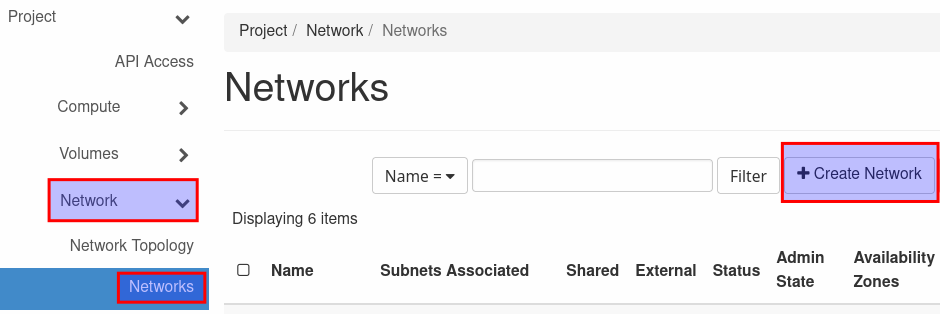 Project
API Access
Compute
Volumes
Network
Network Topology
Networks
Project / Network / Networks
Networks
Name = Filter + Create Network
Displaying 6 items
Name Subnets Associated Shared External Status Admin State Availability Zones